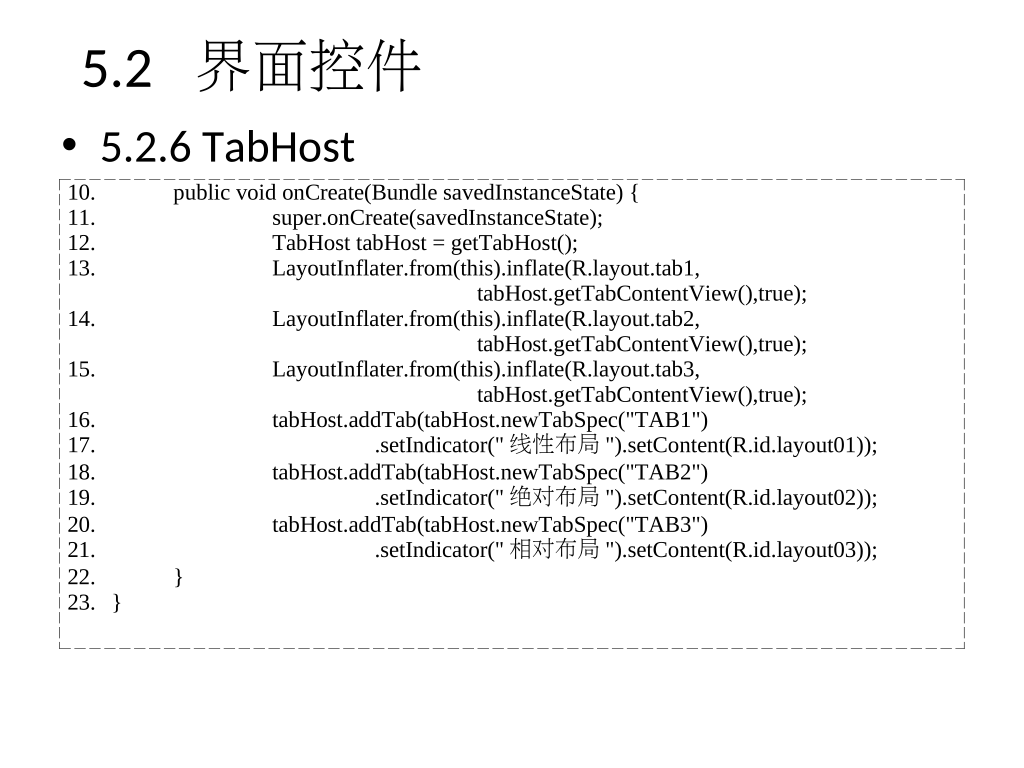 5.2 界面控件
• 5.2.6 TabHost
10. public void onCreate(Bundle savedInstanceState) {
11. super.onCreate(savedInstanceState);
12. TabHost tabHost = getTabHost();
13. LayoutInflater.from(this).inflate(R.layout.tab1,
tabHost.getTabContentView(),true);
14. LayoutInflater.from(this).inflate(R.layout.tab2,
tabHost.getTabContentView(),true);
15. LayoutInflater.from(this).inflate(R.layout.tab3,
tabHost.getTabContentView(),true);
16. tabHost.addTab(tabHost.newTabSpec("TAB1")
17. .setIndicator(" 线性布局 ").setContent(R.id.layout01));
18. tabHost.addTab(tabHost.newTabSpec("TAB2")
19. .setIndicator(" 绝对布局 ").setContent(R.id.layout02));
20. tabHost.addTab(tabHost.newTabSpec("TAB3")
21. .setIndicator(" 相对布局 ").setContent(R.id.layout03));
22. }
23. }